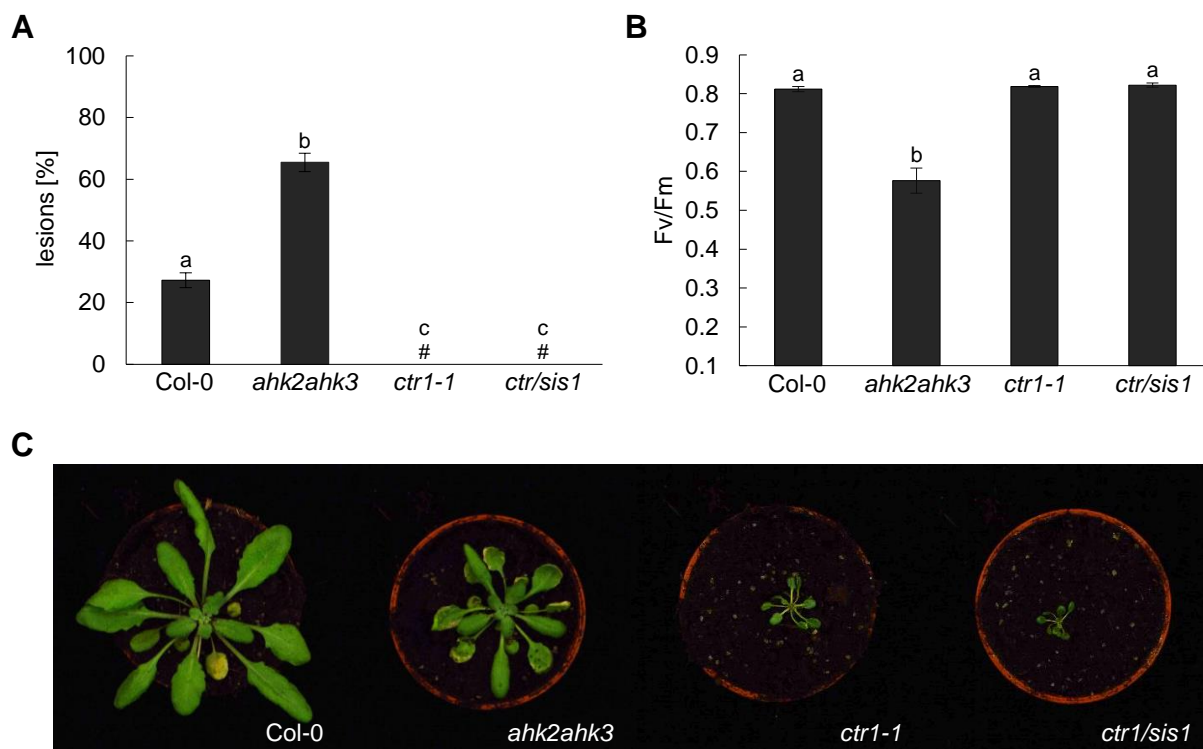 A
100
80
60
40
20
0
lesions [%]
a
b
c
#
c
#
Col-0 ahk2ahk3 ctr1-1 ctr/sis1
B
0.9
0.8
0.7
0.6
0.5
0.4
0.3
0.2
0.1
Fv/Fm
a
b
a
a
Col-0 ahk2ahk3 ctr1-1 ctr/sis1
C
Col-0 ahk2ahk3 ctr1-1 ctr1/sis1